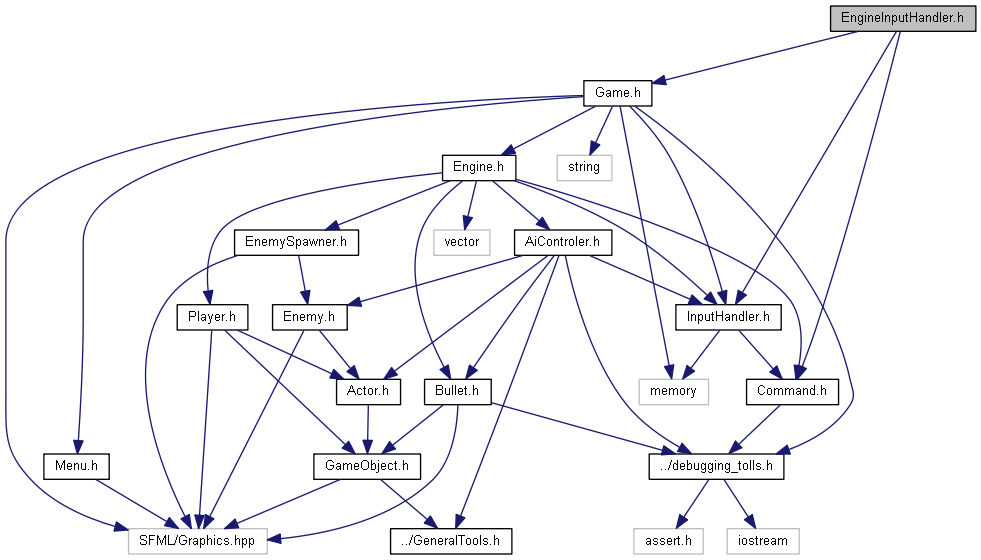 EngineInputHandler.h
Game.h
Engine.h
string
EnemySpawner.h
vector
AiControler.h
Player.h
Enemy.h
InputHandler.h
Actor.h
Bullet.h
memory
Command.h
Menu.h
GameObject.h
../debugging_tolls.h
SFML/Graphics.hpp
../GeneralTools.h
assert.h
iostream